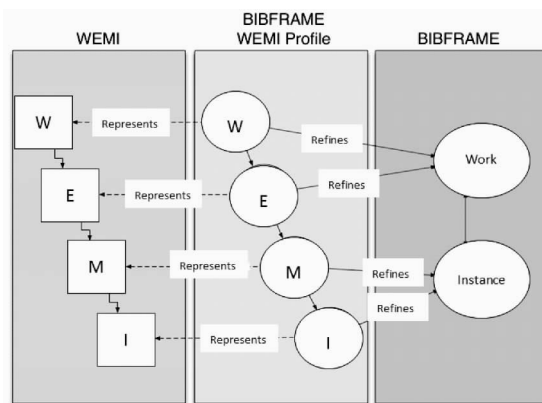 WEMI
BIBFRAME
WEMI Profile
BIBFRAME
W
Represents
W
Refines
Work
E
Represents
E
Refines
M
Represents
M
Refines
Instance
I
Represents
I
Refines